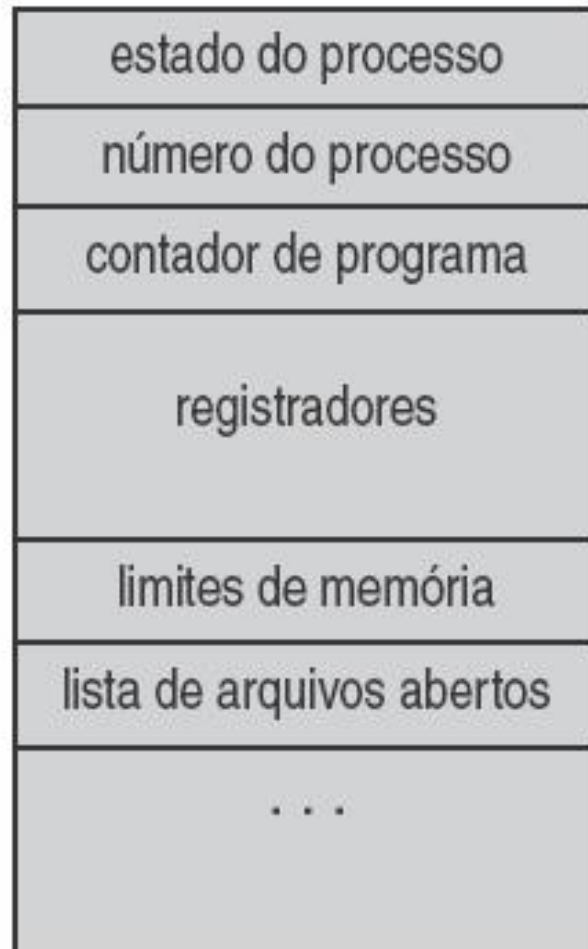 estado do processo
número do processo
contador de programa
registradores
limites de memória
lista de arquivos abertos
. . .